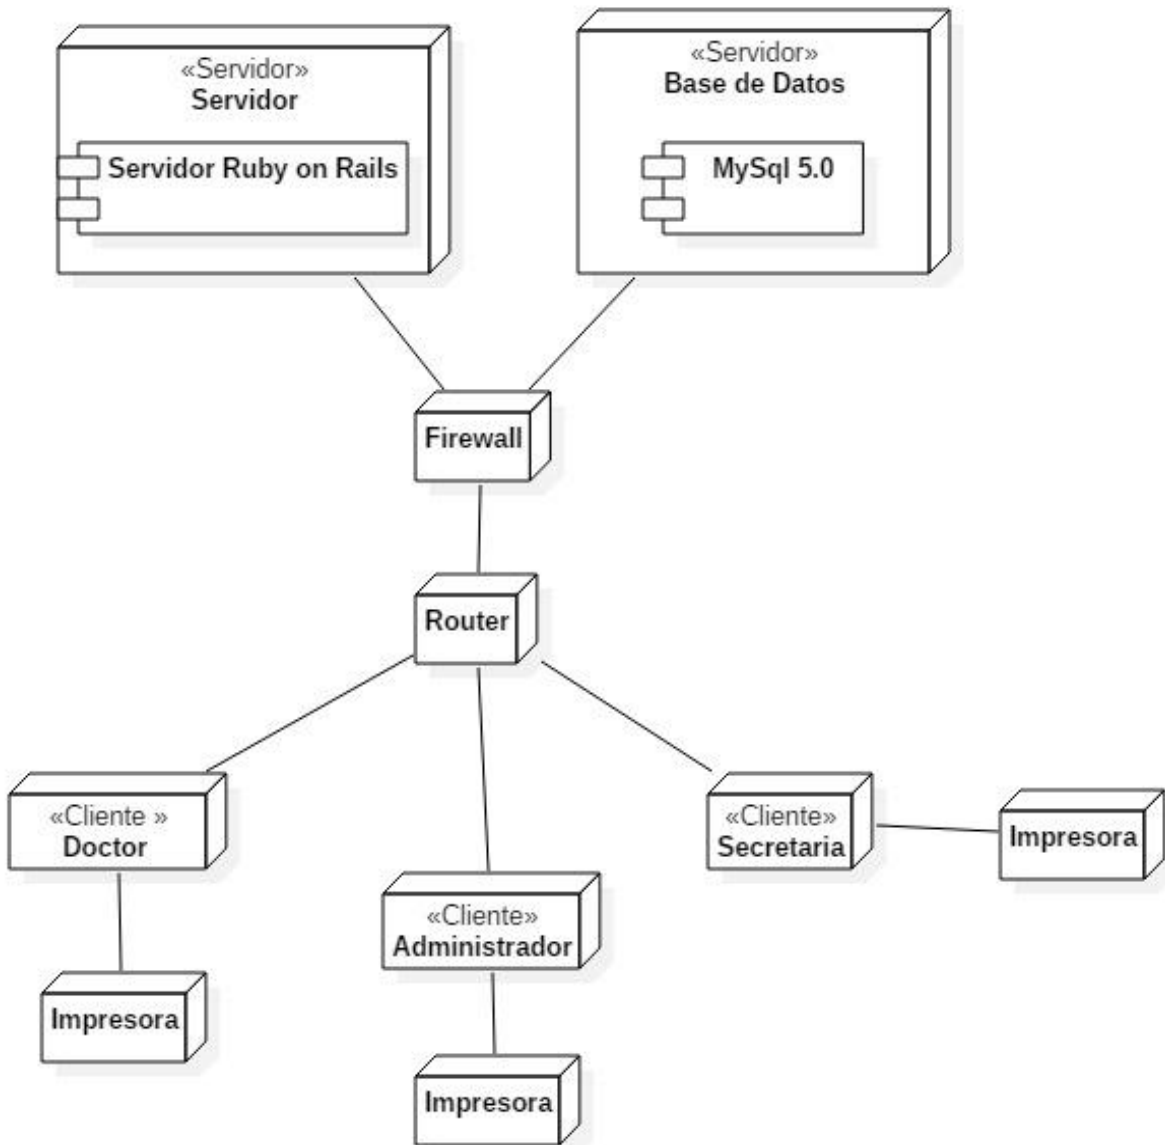 «Servidor»
Servidor
Servidor Ruby on Rails
«Servidor»
Base de Datos
MySql 5.0
Firewall
Router
«Cliente »
Doctor
Impresora
«Cliente»
Administrador
Impresora
«Cliente»
Secretaria
Impresora